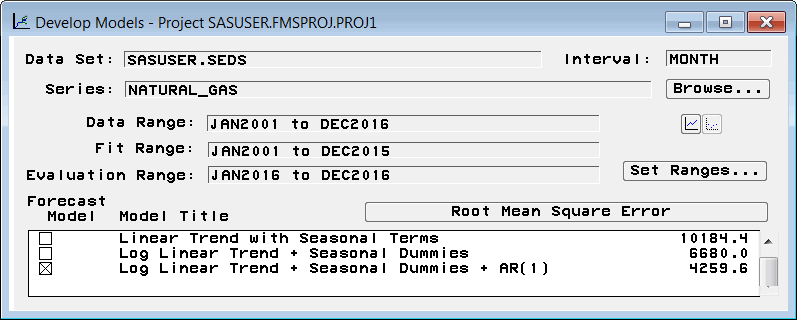 Develop Models - Project SASUSER.FMSPROJ.PROJ1
Data Set: SASUSER.SEDS Interval: MONTH
Series: NATURAL_GAS Browse...
Data Range: JAN2001 to DEC2016
Fit Range: JAN2001 to DEC2015
Evaluation Range: JAN2016 to DEC2016 Set Ranges...
Forecast
Model Model Title Root Mean Square Error
Linear Trend with Seasonal Terms 10184.4
Log Linear Trend + Seasonal Dummies 6680.0
Log Linear Trend + Seasonal Dummies + AR(1) 4259.6